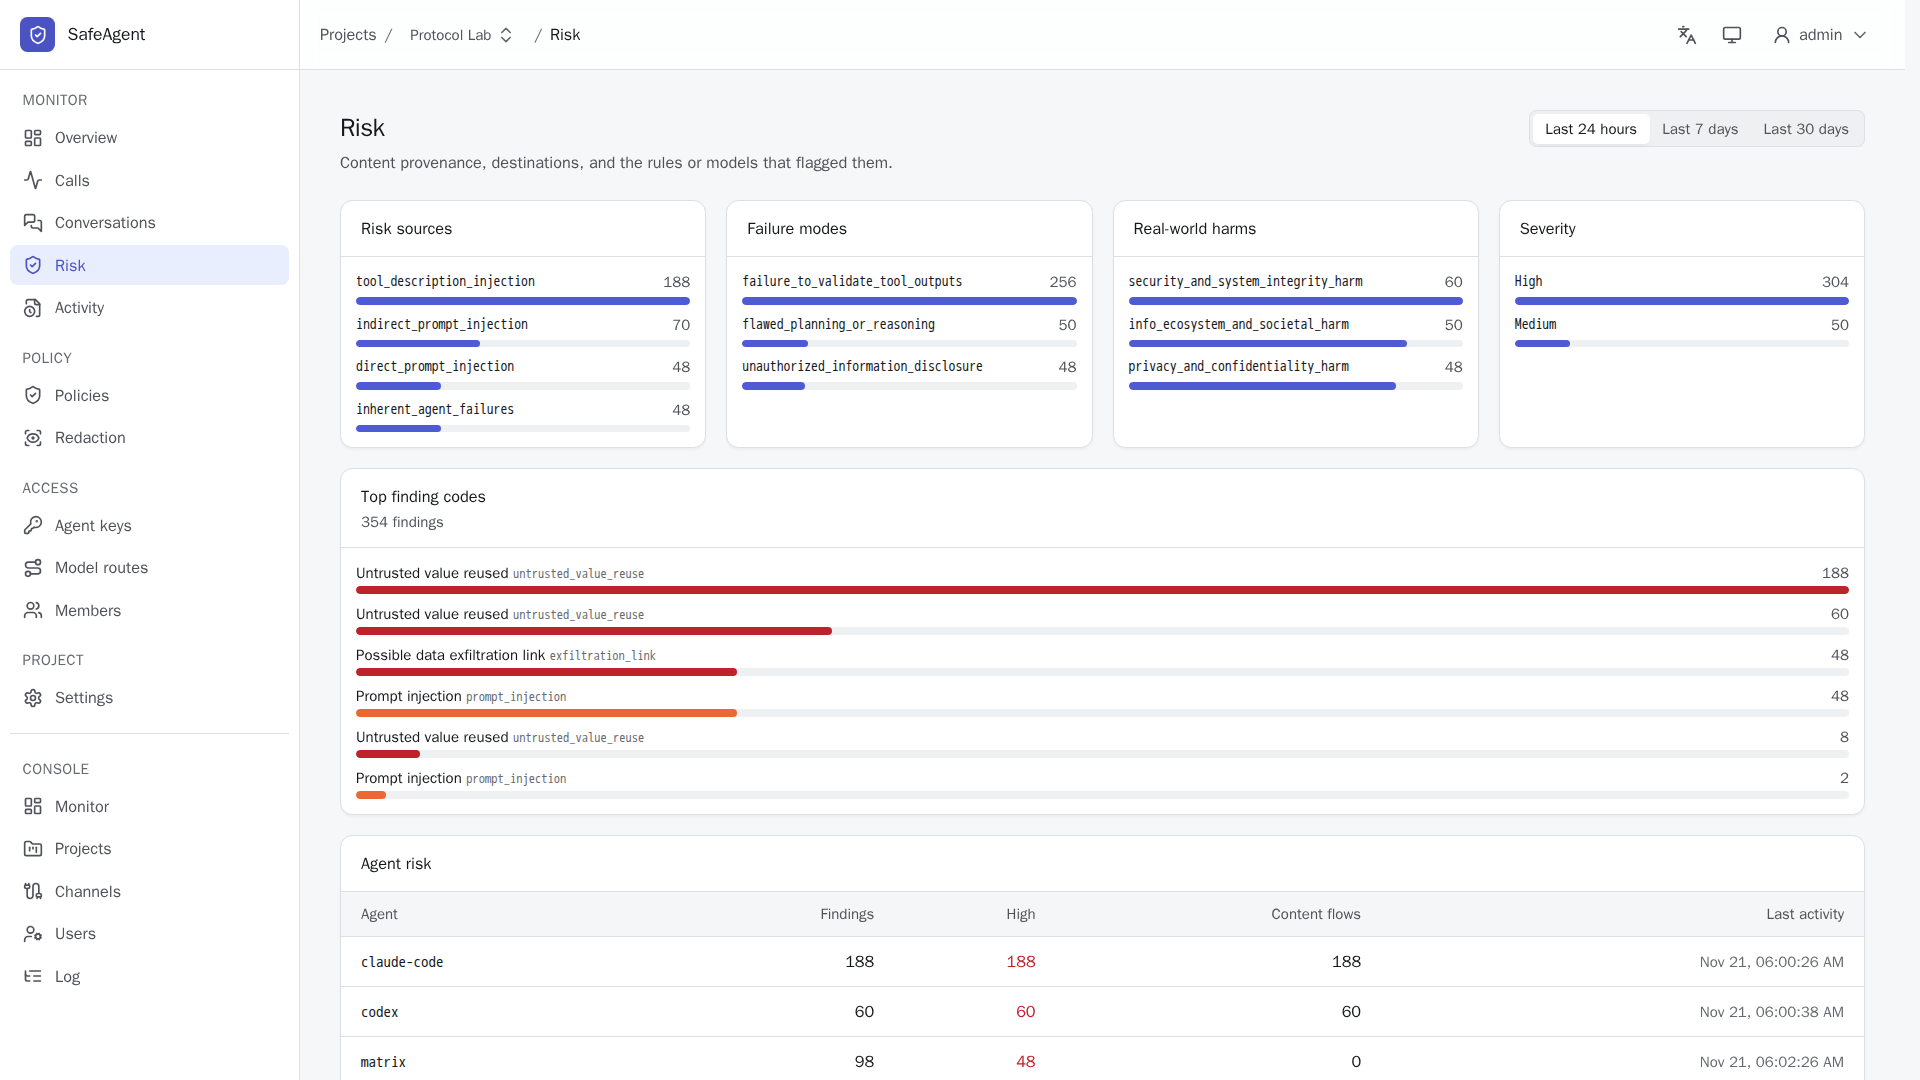 SafeAgent
Projects / Protocol Lab / Risk
admin
MONITOR
Overview
Calls
Conversations
Risk
Activity
POLICY
Policies
Redaction
ACCESS
Agent keys
Model routes
Members
PROJECT
Settings
CONSOLE
Monitor
Projects
Channels
Users
Log
Risk
Content provenance, destinations, and the rules or models that flagged them.
Last 24 hours Last 7 days Last 30 days
Risk sources
tool_description_injection 188
indirect_prompt_injection 70
direct_prompt_injection 48
inherent_agent_failures 48
Failure modes
failure_to_validate_tool_outputs 256
flawed_planning_or_reasoning 50
unauthorized_information_disclosure 48
Real-world harms
security_and_system_integrity_harm 60
info_ecosystem_and_societal_harm 50
privacy_and_confidentiality_harm 48
Severity
High 304
Medium 50
Top finding codes
354 findings
Untrusted value reused untrusted_value_reuse 188
Untrusted value reused untrusted_value_reuse 60
Possible data exfiltration link exfiltration_link 48
Prompt injection prompt_injection 48
Untrusted value reused untrusted_value_reuse 8
Prompt injection prompt_injection 2
Agent risk
Agent Findings High Content flows Last activity
claude-code 188 188 188 Nov 21, 06:00:26 AM
codex 60 60 60 Nov 21, 06:00:38 AM
matrix 98 48 0 Nov 21, 06:02:26 AM